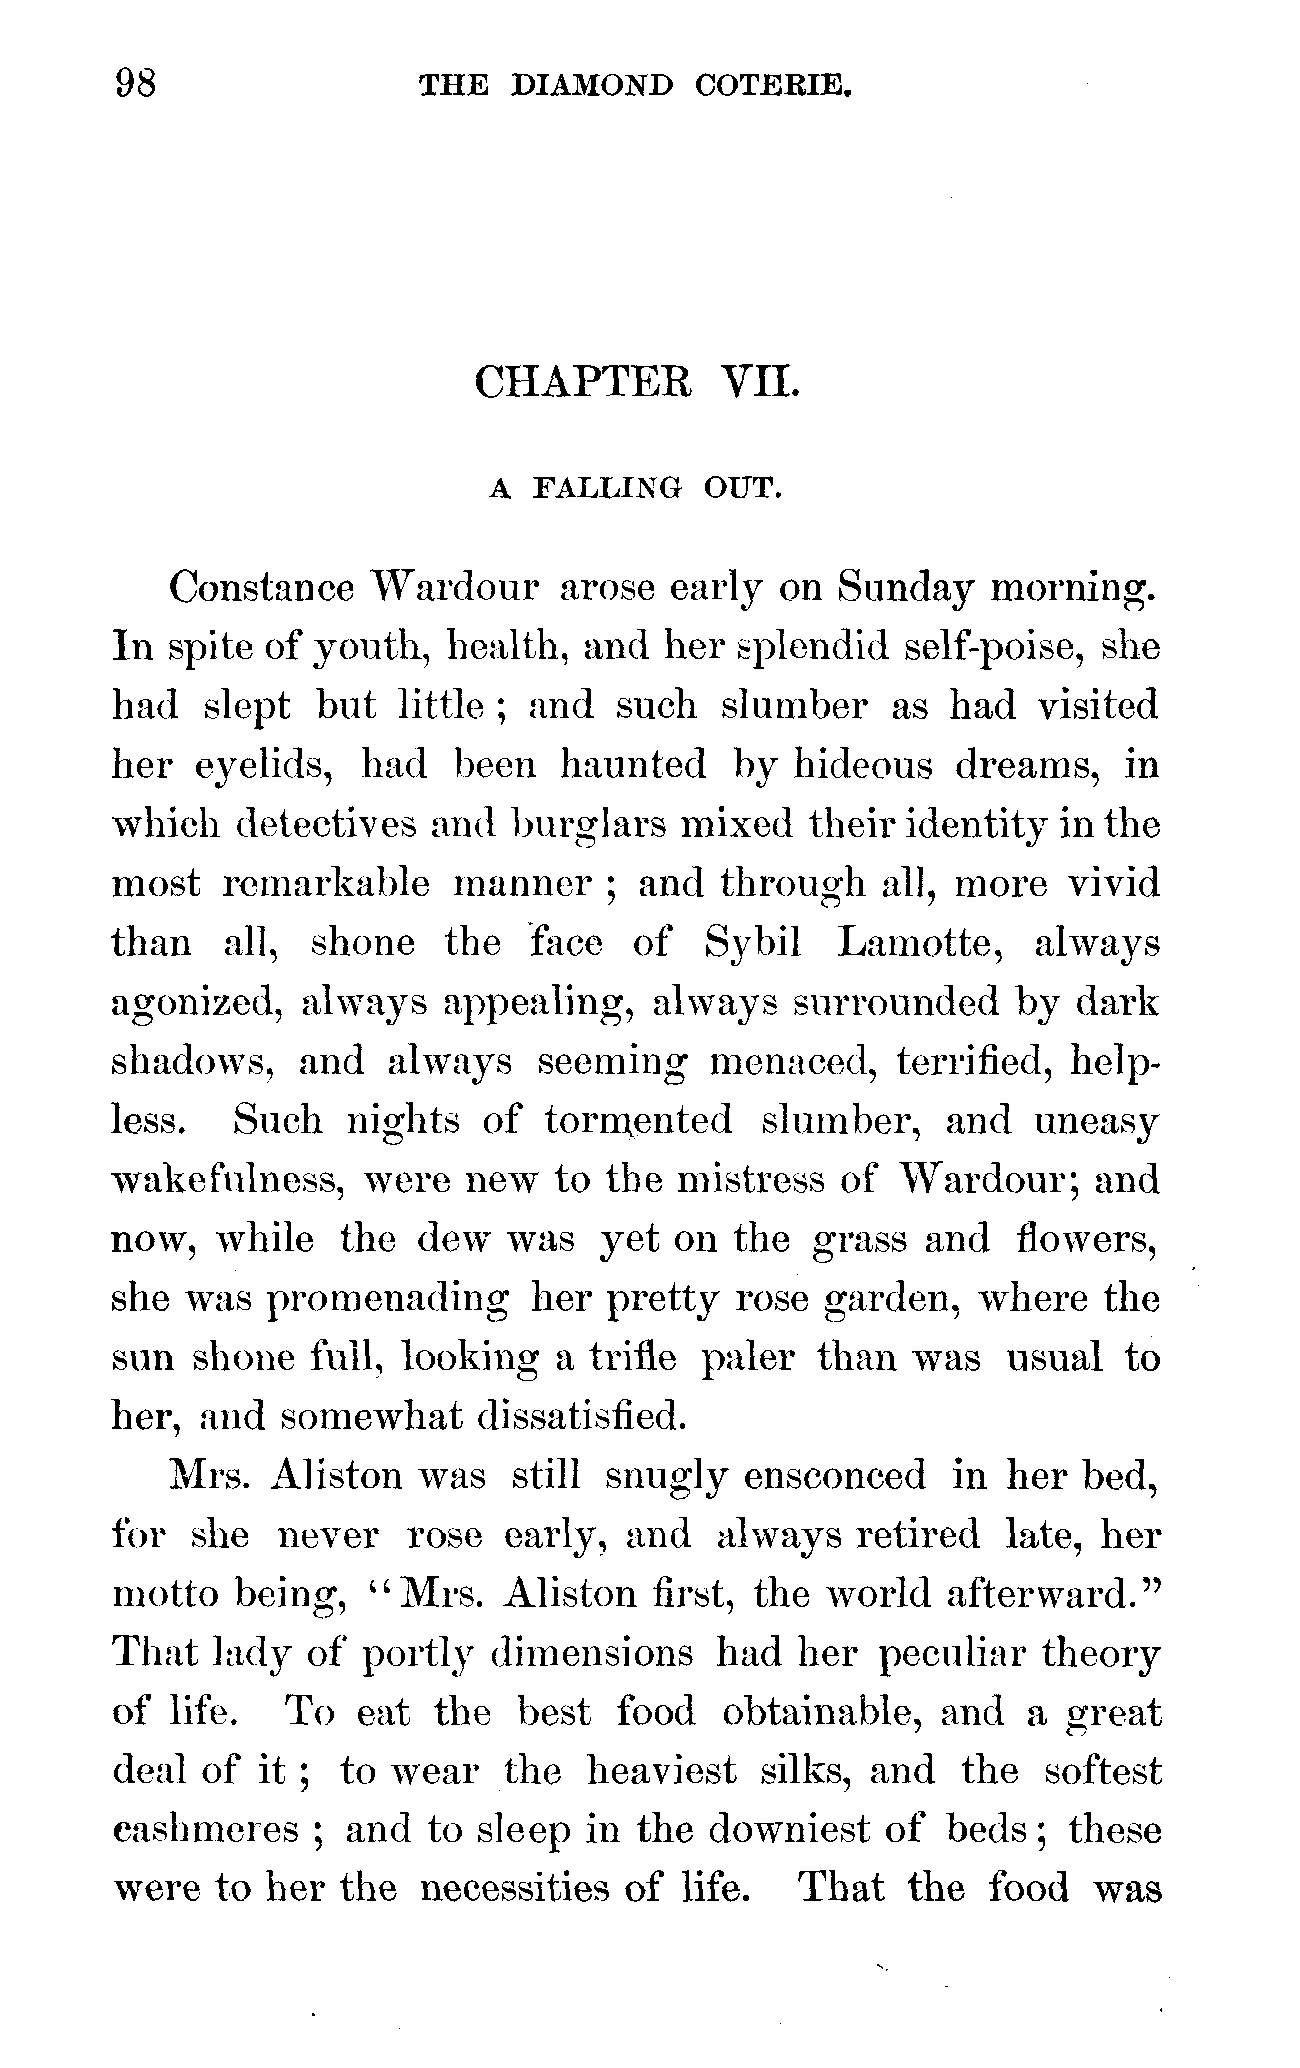 98 THE DIAMOND COTERIE.
CHAPTER VII.
A FALLING OUT.
Constance Wardour arose early on Sunday morning.
In spite of youth, health, and her splendid self-poise, she
had slept but little ; and such slumber as had visited
her eyelids, had been haunted by hideous dreams, in
which detectives and burglars mixed their identity in the
most remarkable manner ; and through all, more vivid
than all, shone the face of Sybil Lamotte, always
agonized, always appealing, always surrounded by dark
shadows, and always seeming menaced, terrified, help-
less. Such nights of tormented slumber, and uneasy
wakefulness, were new to the mistress of Wardour; and
now, while the dew was yet on the grass and flowers,
she was promenading her pretty rose garden, where the
sun shone full, looking a trifle paler than was usual to
her, and somewhat dissatisfied.
Mrs. Aliston was still snugly ensconced in her bed,
for she never rose early, and always retired late, her
motto being, “Mrs. Aliston first, the world afterward.”
That lady of portly dimensions had her peculiar theory
of life. To eat the best food obtainable, and a great
deal of it ; to wear the heaviest silks, and the softest
cashmeres ; and to sleep in the downiest of beds ; these
were to her the necessities of life. That the food was